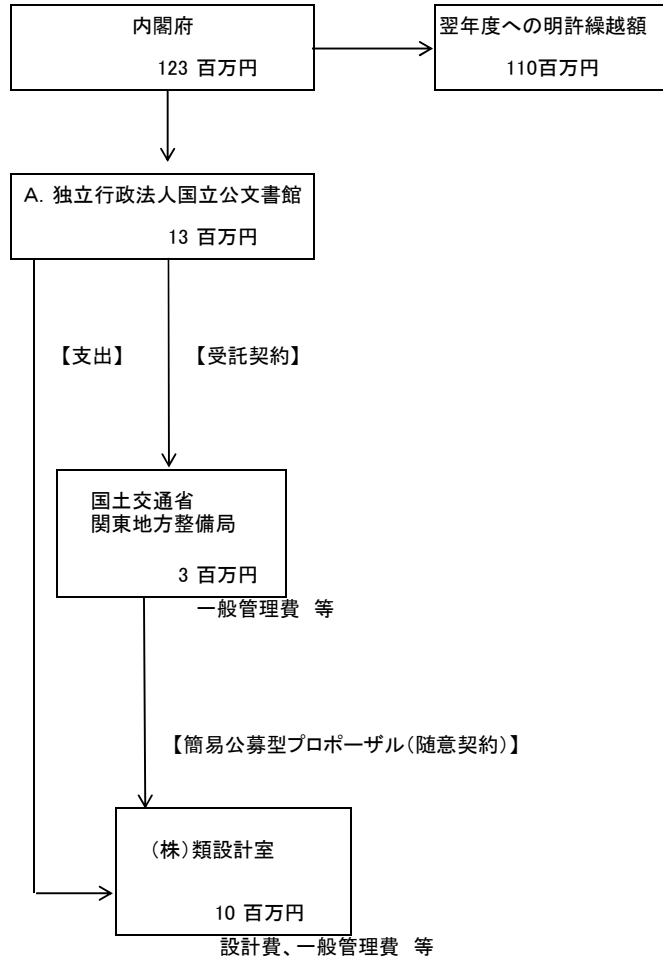 内閣府
123 百万円
翌年度への明許繰越額
110百万円
A. 独立行政法人国立公文書館
13 百万円
【支出】
【受託契約】
国土交通省
関東地方整備局
3 百万円
一般管理費 等
【簡易公募型プロポーザル(随意契約)】
(株)類設計室
10 百万円
設計費、一般管理費 等